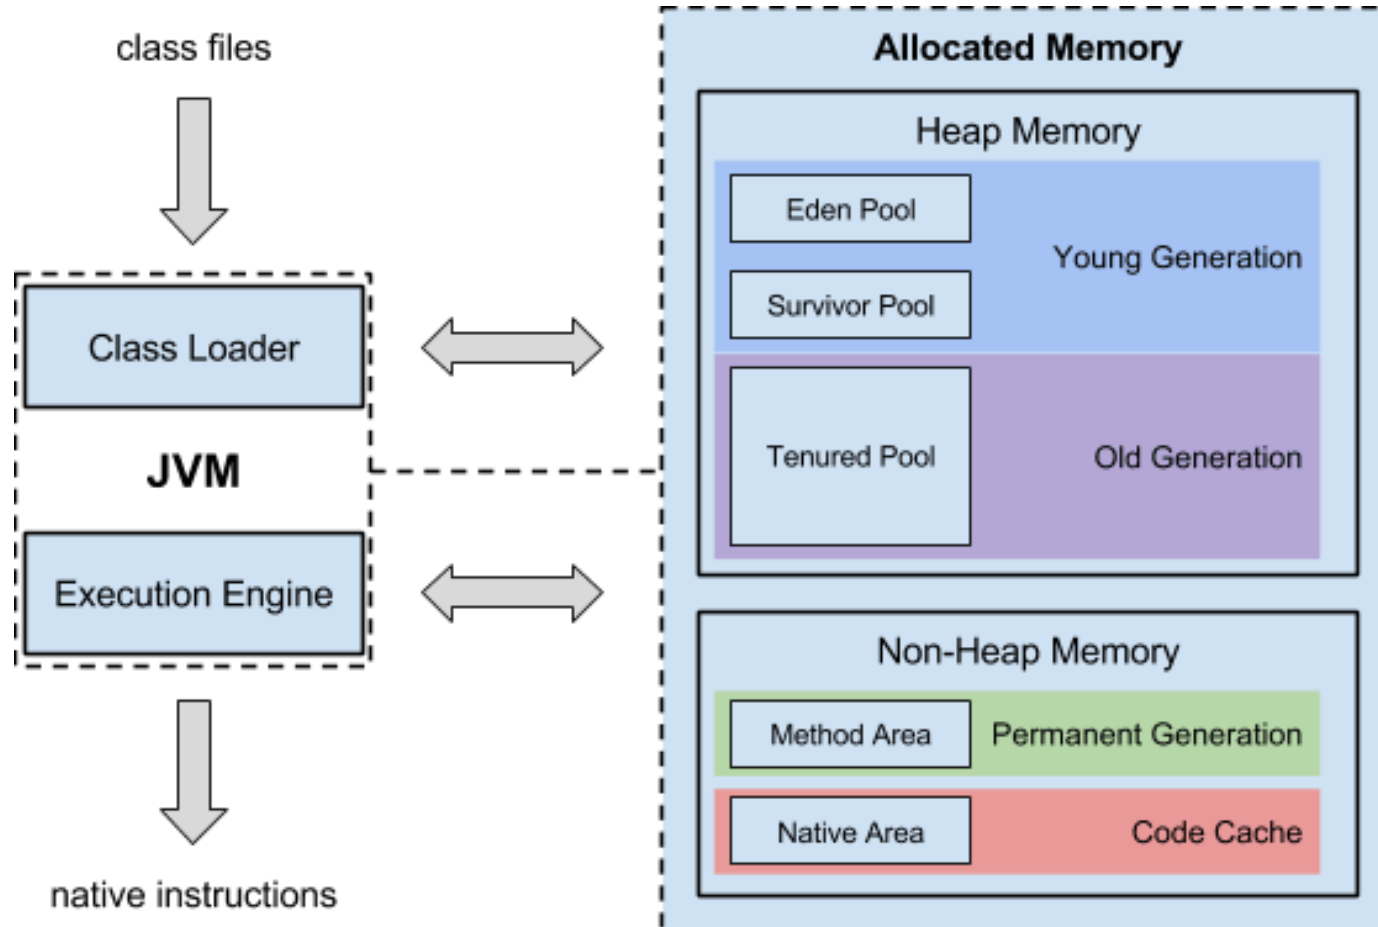 class files
Class Loader
JVM
Execution Engine
native instructions
Allocated Memory
Heap Memory
Eden Pool
Survivor Pool
Young Generation
Tenured Pool
Old Generation
Non-Heap Memory
Method Area
Permanent Generation
Native Area
Code Cache